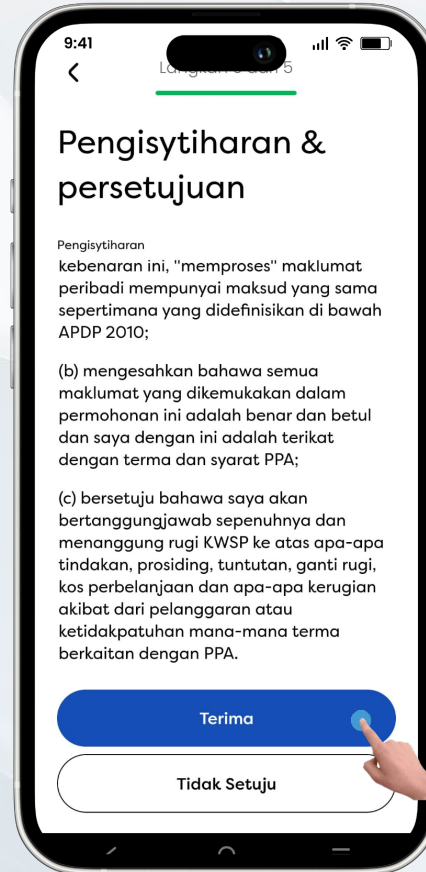 9:41
5
Pengisytiharan &
persetujuan
Pengisytiharan
kebenaran ini, "memproses" maklumat
peribadi mempunyai maksud yang sama
sepertimana yang didefinisikan di bawah
APDP 2010;
(b) mengesahkan bahawa semua
maklumat yang dikemukakan dalam
permohonan ini adalah benar dan betul
dan saya dengan ini adalah terikat
dengan terma dan syarat PPA;
(c) bersetuju bahawa saya akan
bertanggungjawab sepenuhnya dan
menanggung rugi KWSP ke atas apa-apa
tindakan, prosiding, tuntutan, ganti rugi,
kos perbelanjaan dan apa-apa kerugian
akibat dari pelanggaran atau
ketidakpatuhan mana-mana terma
berkaitan dengan PPA.
Terima
Tidak Setuju